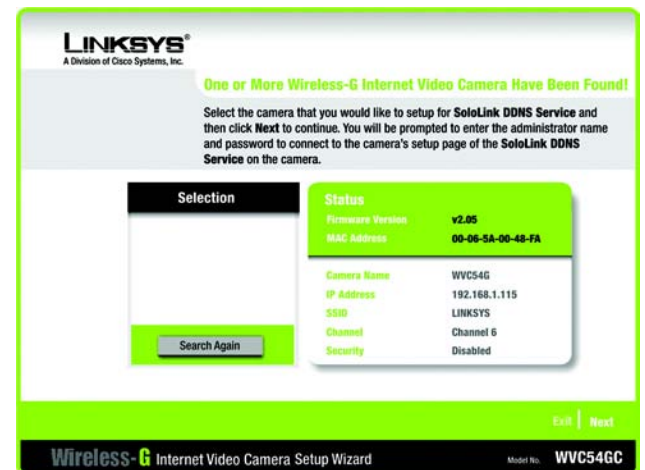 LINKSYS®
A Division of Cisco Systems, Inc.
One or More Wireless-G Internet Video Camera Have Been Found!
Select the camera that you would like to setup for SoloLink DDNS Service and
then click Next to continue. You will be prompted to enter the administrator name
and password to connect to the camera's setup page of the SoloLink DDNS
Service on the camera.
Selection
Search Again
Status
Firmware Version v2.05
MAC Address 00-06-5A-00-48-FA
Camera Name WVC54G
IP Address 192.168.1.115
SSID LINKSYS
Channel Channel 6
Security Disabled
Exit Next
Wireless-G Internet Video Camera Setup Wizard Model No. WVC54GC